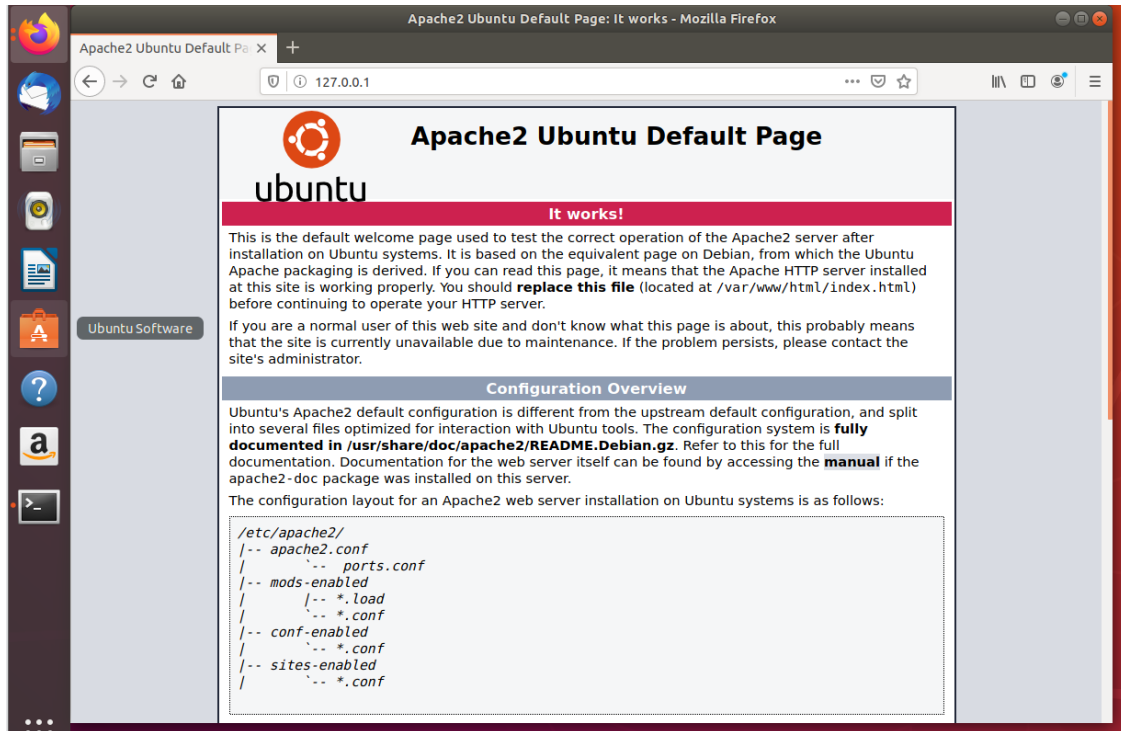 Apache2 Ubuntu Default Page: It works - Mozilla Firefox
Apache2 Ubuntu Default Pa
127.0.0.1
ubuntu
Apache2 Ubuntu Default Page
It works!
This is the default welcome page used to test the correct operation of the Apache2 server after
installation on Ubuntu systems. It is based on the equivalent page on Debian, from which the Ubuntu
Apache packaging is derived. If you can read this page, it means that the Apache HTTP server installed
at this site is working properly. You should replace this file (located at /var/www/html/index.html)
before continuing to operate your HTTP server.
If you are a normal user of this web site and don't know what this page is about, this probably means
that the site is currently unavailable due to maintenance. If the problem persists, please contact the
site's administrator.
Ubuntu Software
Configuration Overview
Ubuntu's Apache2 default configuration is different from the upstream default configuration, and split
into several files optimized for interaction with Ubuntu tools. The configuration system is fully
documented in /usr/share/doc/apache2/README.Debian.gz. Refer to this for the full
documentation. Documentation for the web server itself can be found by accessing the manual if the
apache2-doc package was installed on this server.
The configuration layout for an Apache2 web server installation on Ubuntu systems is as follows:
/etc/apache2/
|-- apache2.conf
|       `--  ports.conf
|-- mods-enabled
|       |-- *.load
|       `-- *.conf
|-- conf-enabled
|       `-- *.conf
|-- sites-enabled
|       `-- *.conf